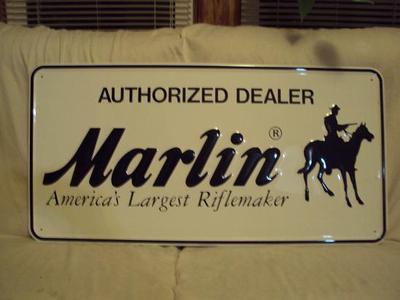 AUTHORIZED DEALER
Marlin®
America's Largest Riflemaker